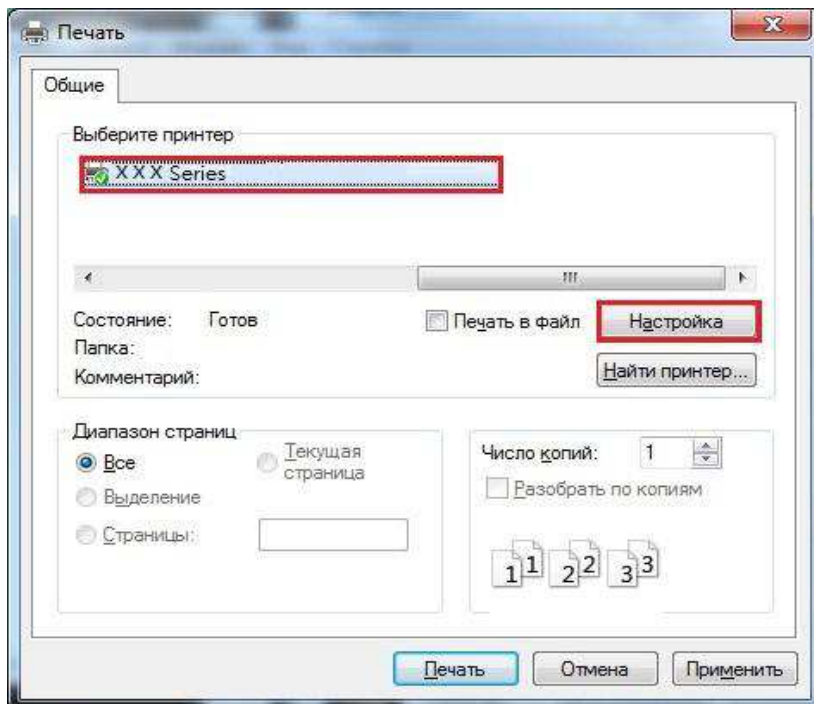 Печать
Общие
Выберите принтер
X X X Series
Состояние: Готов
Печать в файл
Настройка
Папка:
Комментарий:
Найти принтер...
Диапазон страниц
Все
Текущая
страница
Выделение
Страницы:
Число копий: 1
Разобрать по копиям
1 1 2 2 3 3
Печать Отмена Применить